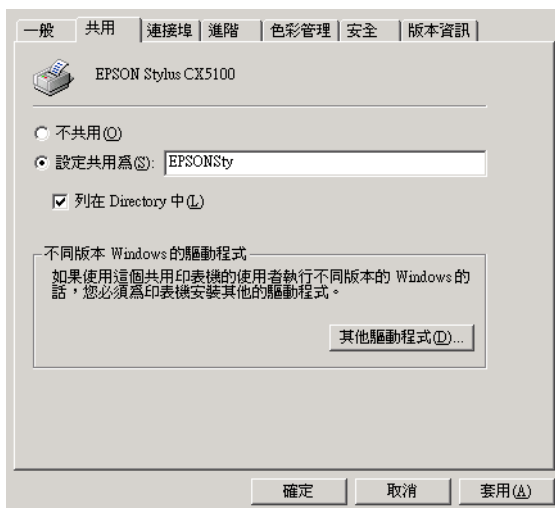 一般 共用 連接埠 進階 色彩管理 安全 版本資訊
EPSON Stylus CX5100
不共用(O)
設定共用爲(S): EPSONSty
列在 Directory 中(L)
不同版本 Windows 的驅動程式
如果使用這個共用印表機的使用者執行不同版本的 Windows 的
話，您必須爲印表機安裝其他的驅動程式。
其他驅動程式(D)...
確定 取消 套用(A)